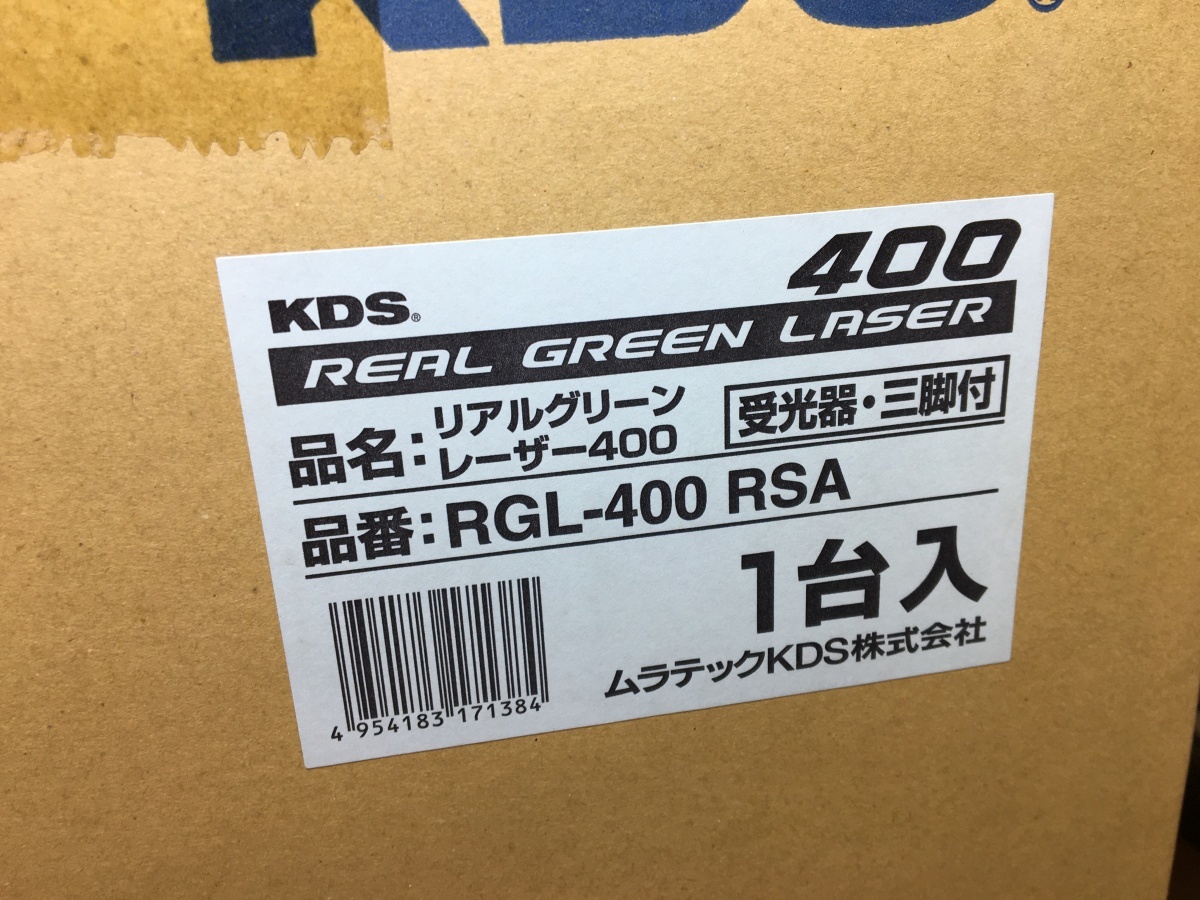 KDS®
400
KDS®
REAL GREEN LASER
品名:リアルグリーン
レーザー400
受光器・三脚付
品番:RGL-400 RSA
1台入
ムラテックKDS株式会社
4 954183 171384